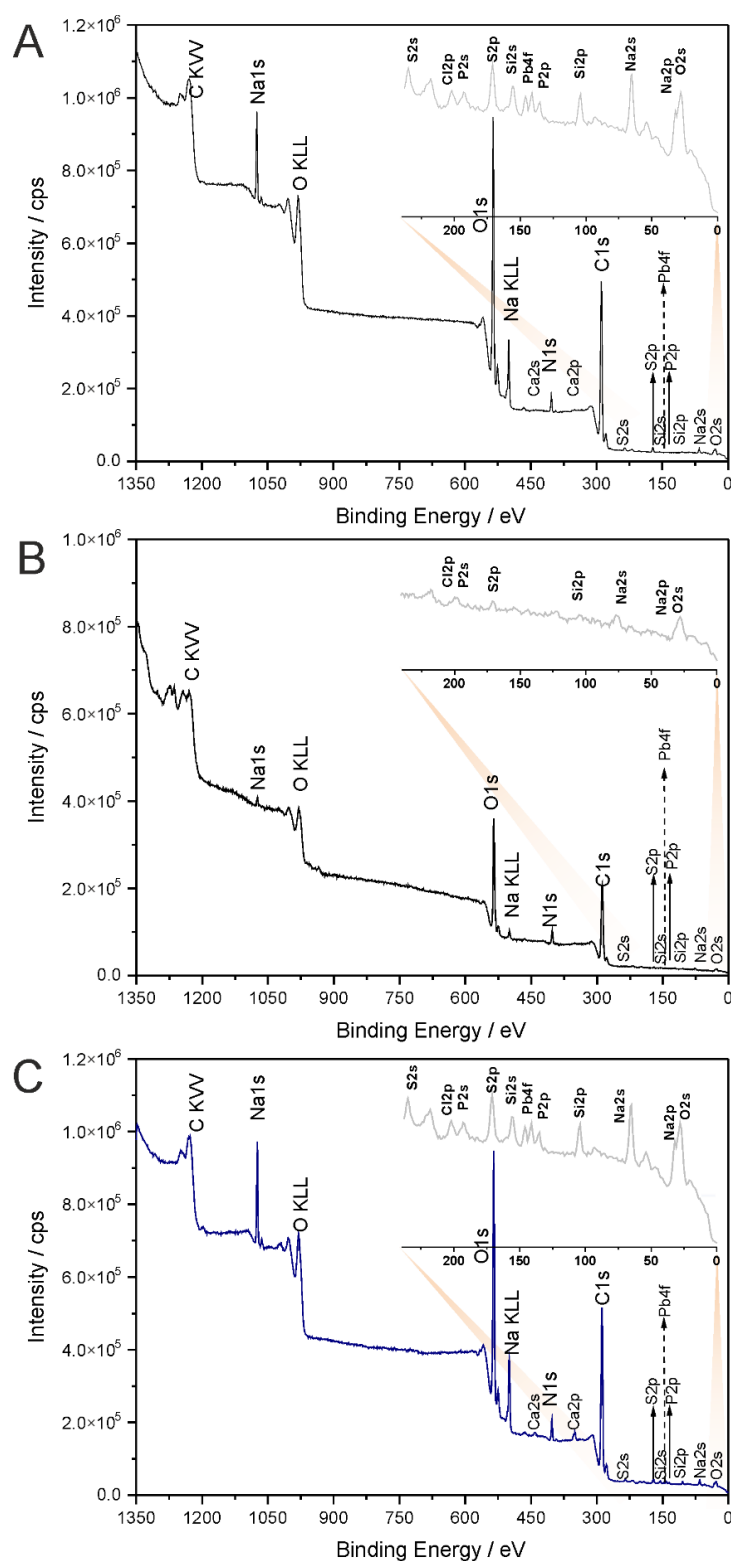 A
Intensity / cps
1.2×10⁶
1.0×10⁶
8.0×10⁵
6.0×10⁵
4.0×10⁵
2.0×10⁵
0.0
C KVV
Na1s
O KLL
O1s
Na KLL
Ca2s
N1s
Ca2p
C1s
S2s
S2p
Si2s
Pb4f
P2p
Si2p
Na2s
O2s
S2s
Cl2p
P2s
S2p
Si2s
Pb4f
P2p
Si2p
Na2s
Na2p
O2s
200 150 100 50 0
1350 1200 1050 900 750 600 450 300 150 0
Binding Energy / eV
B
Intensity / cps
1.0×10⁶
8.0×10⁵
6.0×10⁵
4.0×10⁵
2.0×10⁵
0.0
C KVV
Na1s
O KLL
O1s
Na KLL
N1s
C1s
S2s
S2p
Si2s
Pb4f
P2p
Si2p
Na2s
O2s
Cl2p
P2s
S2p
Si2p
Na2s
Na2p
O2s
200 150 100 50 0
1350 1200 1050 900 750 600 450 300 150 0
Binding Energy / eV
C
Intensity / cps
1.2×10⁶
1.0×10⁶
8.0×10⁵
6.0×10⁵
4.0×10⁵
2.0×10⁵
0.0
C KVV
Na1s
O KLL
O1s
Na KLL
Ca2s
N1s
Ca2p
C1s
S2s
S2p
Si2s
Pb4f
P2p
Si2p
Na2s
O2s
S2s
Cl2p
P2s
S2p
Si2s
Pb4f
P2p
Si2p
Na2s
Na2p
O2s
200 150 100 50 0
1350 1200 1050 900 750 600 450 300 150 0
Binding Energy / eV